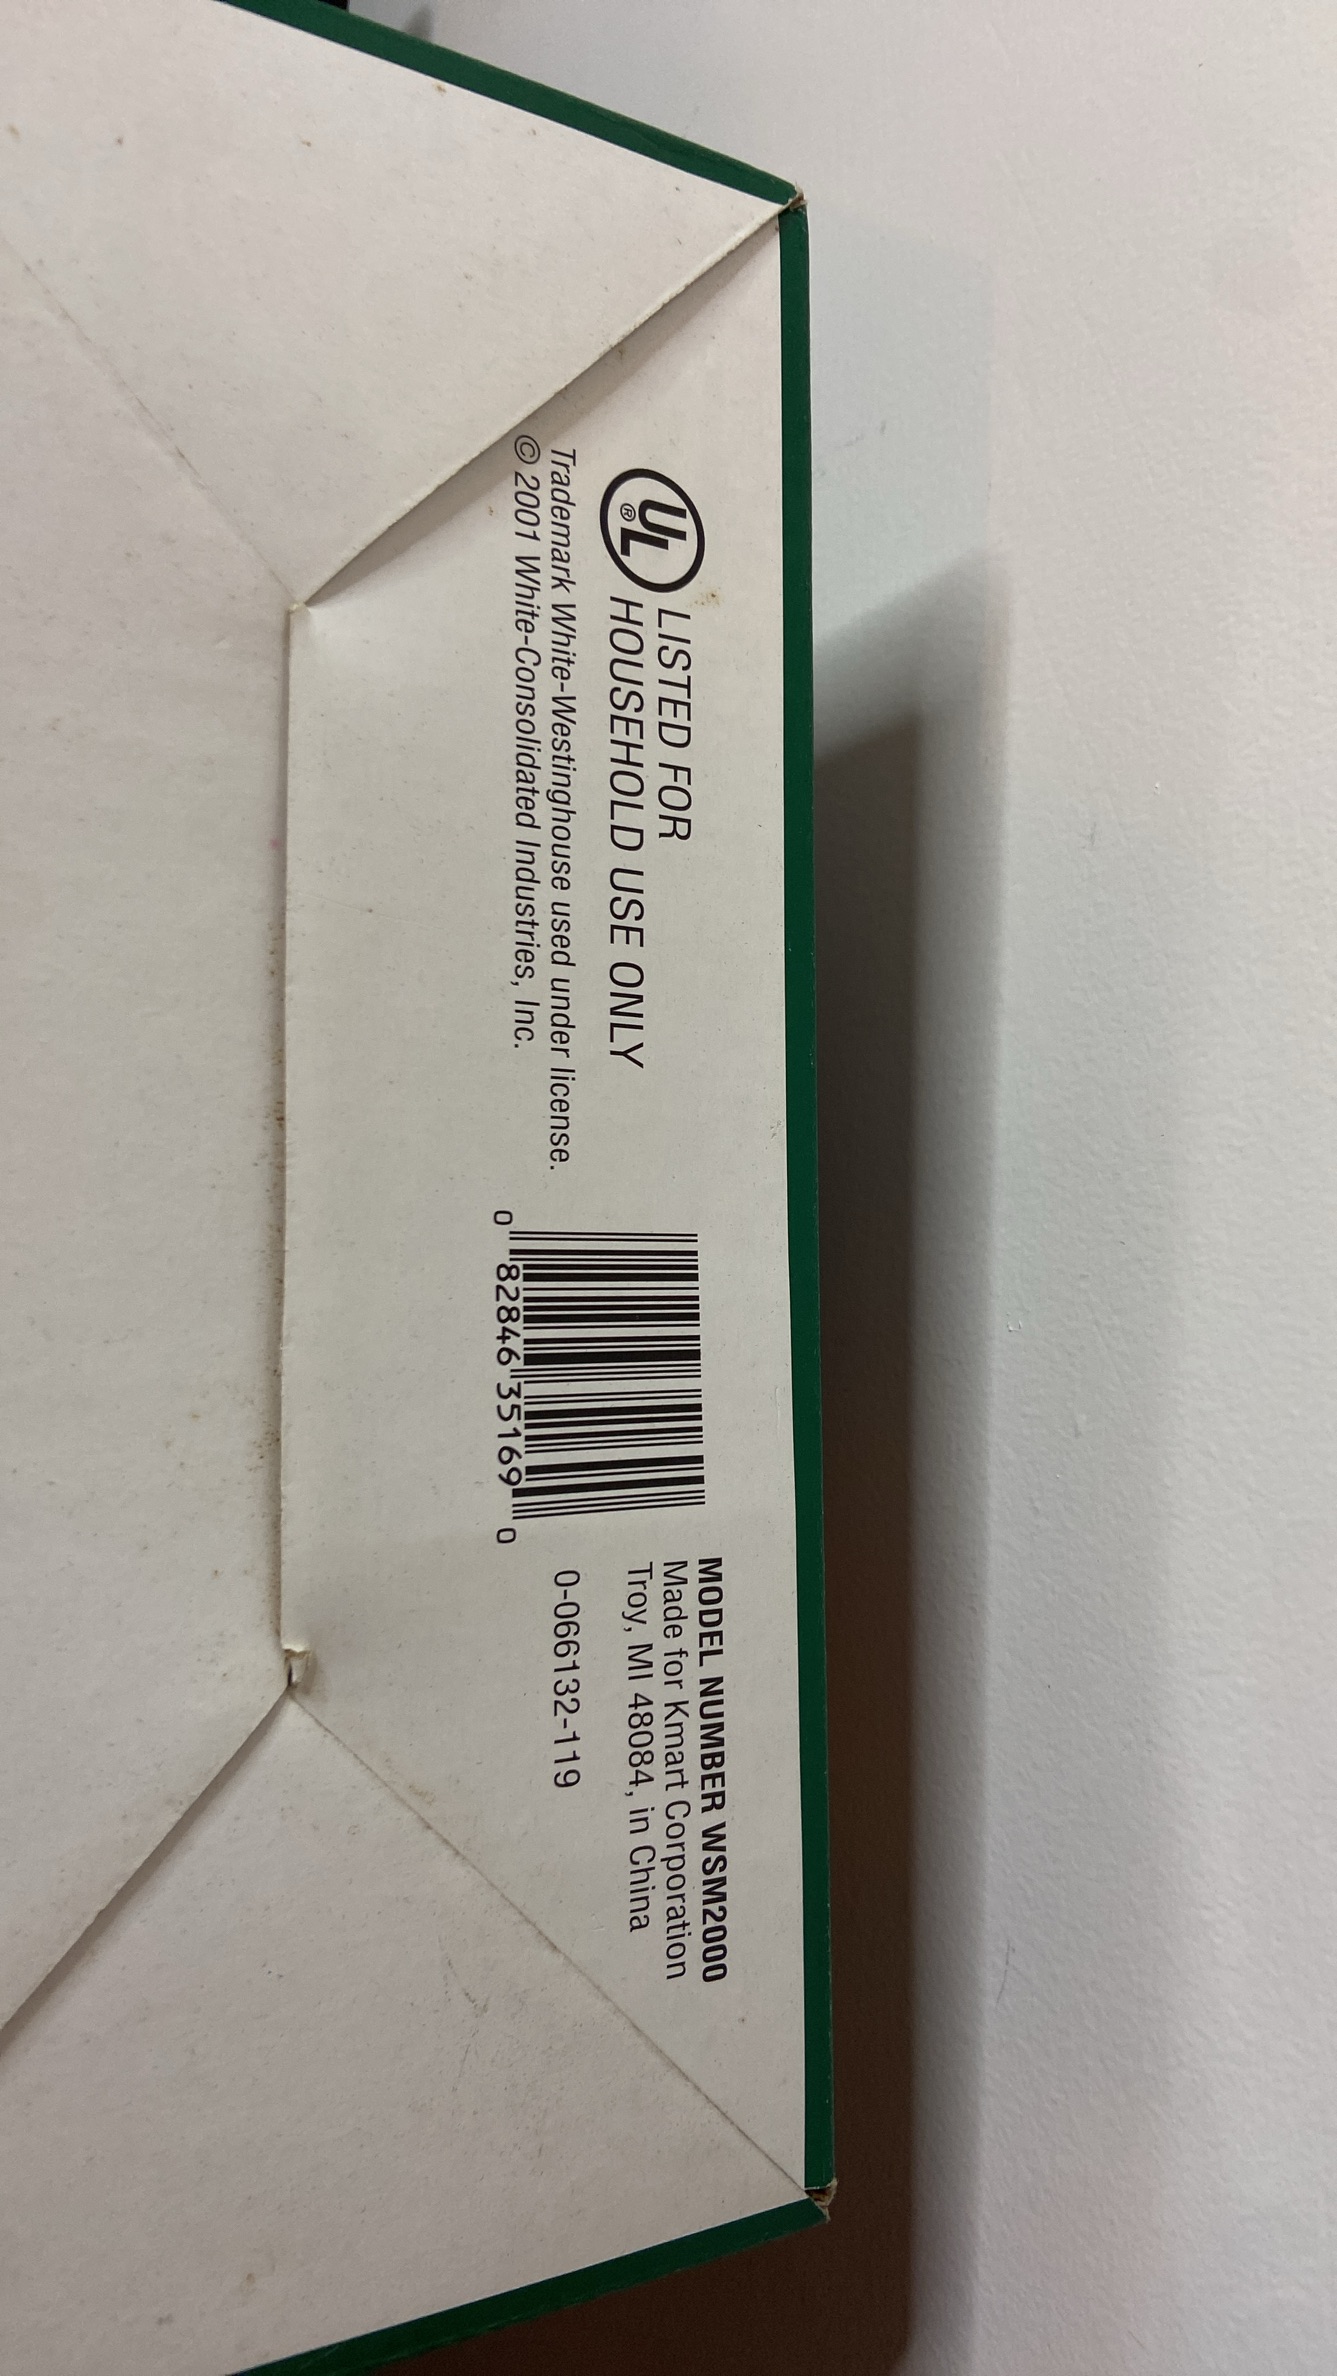 UL®
LISTED FOR
HOUSEHOLD USE ONLY
Trademark White-Westinghouse used under license.
© 2001 White-Consolidated Industries, Inc.
0 82846 35169 0
MODEL NUMBER WSM2000
Made for Kmart Corporation
Troy, MI 48084, in China
0-066132-119